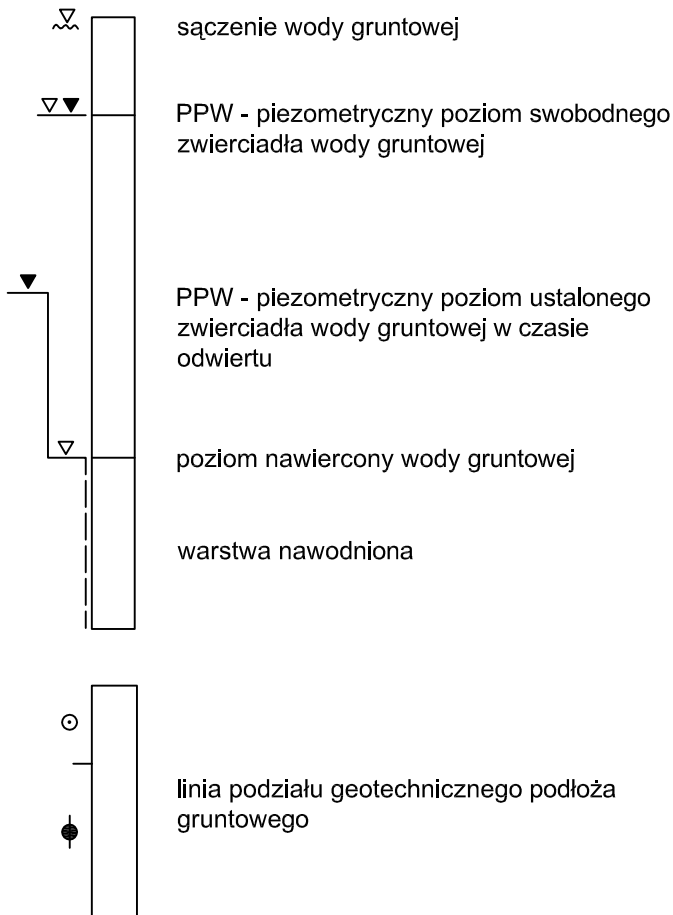 sączenie wody gruntowej
PPW - piezometryczny poziom swobodnego
zwierciadła wody gruntowej
PPW - piezometryczny poziom ustalonego
zwierciadła wody gruntowej w czasie
odwiertu
poziom nawiercony wody gruntowej
warstwa nawodniona
linia podziału geotechnicznego podłoża
gruntowego